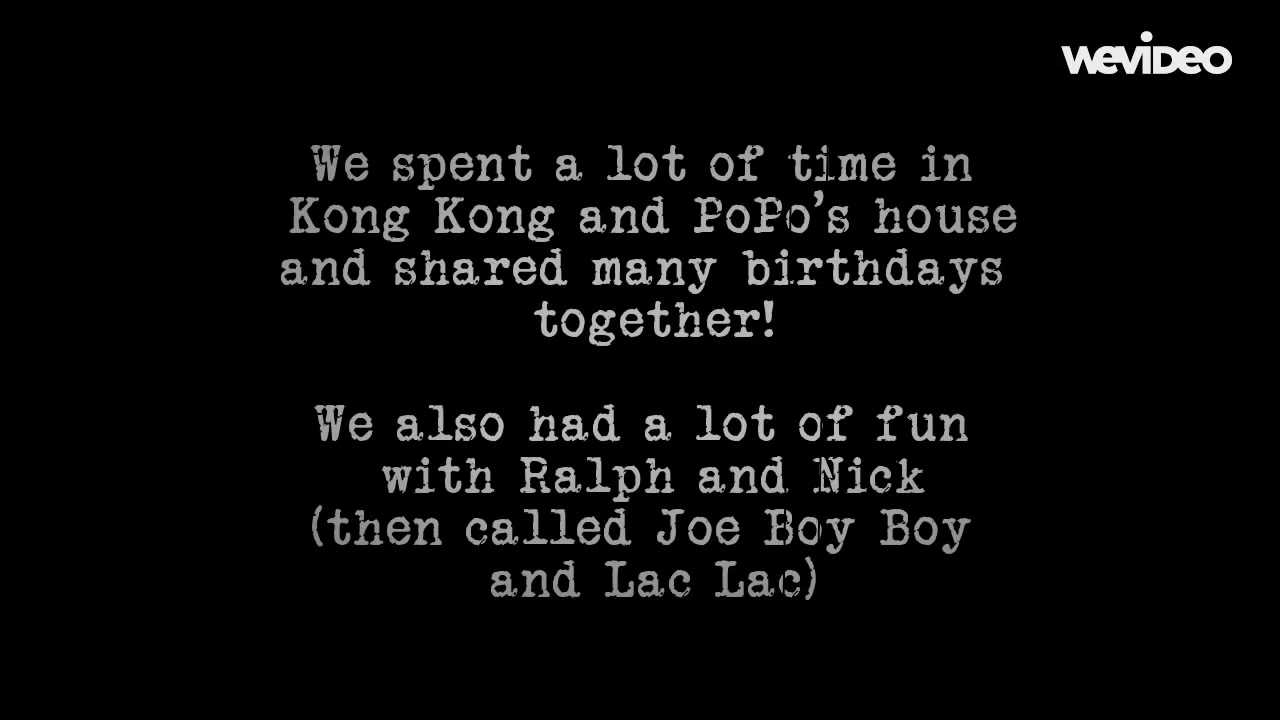 wevideo
We spent a lot of time in
Kong Kong and PoPo's house
and shared many birthdays
together!
We also had a lot of fun
with Ralph and Nick
(then called Joe Boy Boy
and Lac Lac)